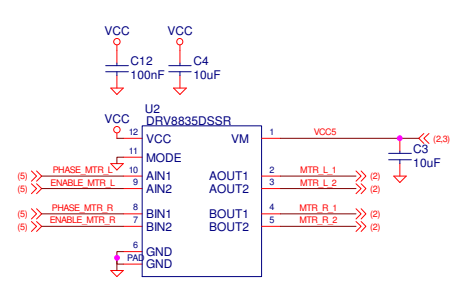 VCC VCC
C12 C4
100nF 10uF
U2
DRV8835DSSR
VCC
12 VCC VM 1 VCC5 (2,3)
11 MODE
C3
10uF
(5) PHASE_MTR_L 10 AIN1 AOUT1 2 MTR_L_1 (2)
(5) ENABLE_MTR_L 9 AIN2 AOUT2 3 MTR_L_2 (2)
(5) PHASE_MTR_R 8 BIN1 BOUT1 4 MTR_R_1 (2)
(5) ENABLE_MTR_R 7 BIN2 BOUT2 5 MTR_R_2 (2)
6 GND
PAD GND